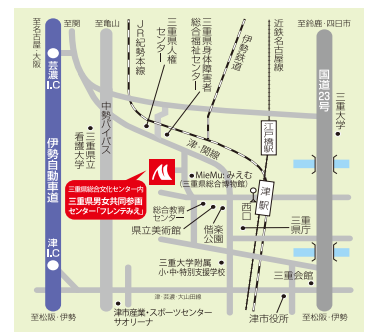 至名古屋・大阪
至関
至亀山
至鈴鹿・四日市
芸濃I.C
伊勢自動車道
津I.C
至松阪・伊勢
中勢バイパス
三重県立看護大学
JR紀勢本線
三重県人権センター
三重県身体障害者総合福祉センター
伊勢鉄道
近鉄名古屋線
国道23号
三重大学
江戸橋駅
津・関線
MieMu:みえむ
(三重県総合博物館)
三重県総合文化センター内
三重県男女共同参画
センター「フレンテみえ」
総合教育
センター
県立美術館
偕楽公園
西口
津駅
三重県庁
三重大学附属
小・中・特別支援学校
三重会館
津・芸濃・大山田線
津市産業・スポーツセンター
サオリーナ
津市役所
至松阪・伊勢